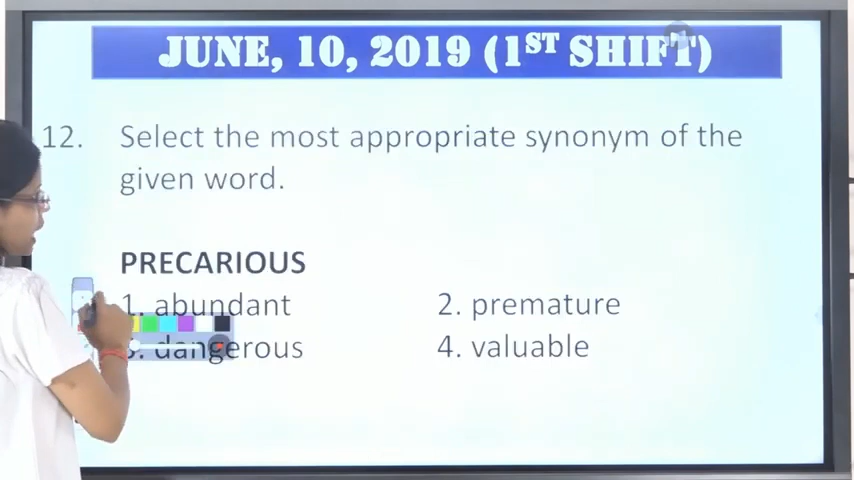 JUNE, 10, 2019 (1ST SHIFT)
12. Select the most appropriate synonym of the
given word.
PRECARIOUS
1. abundant 2. premature
3. dangerous 4. valuable